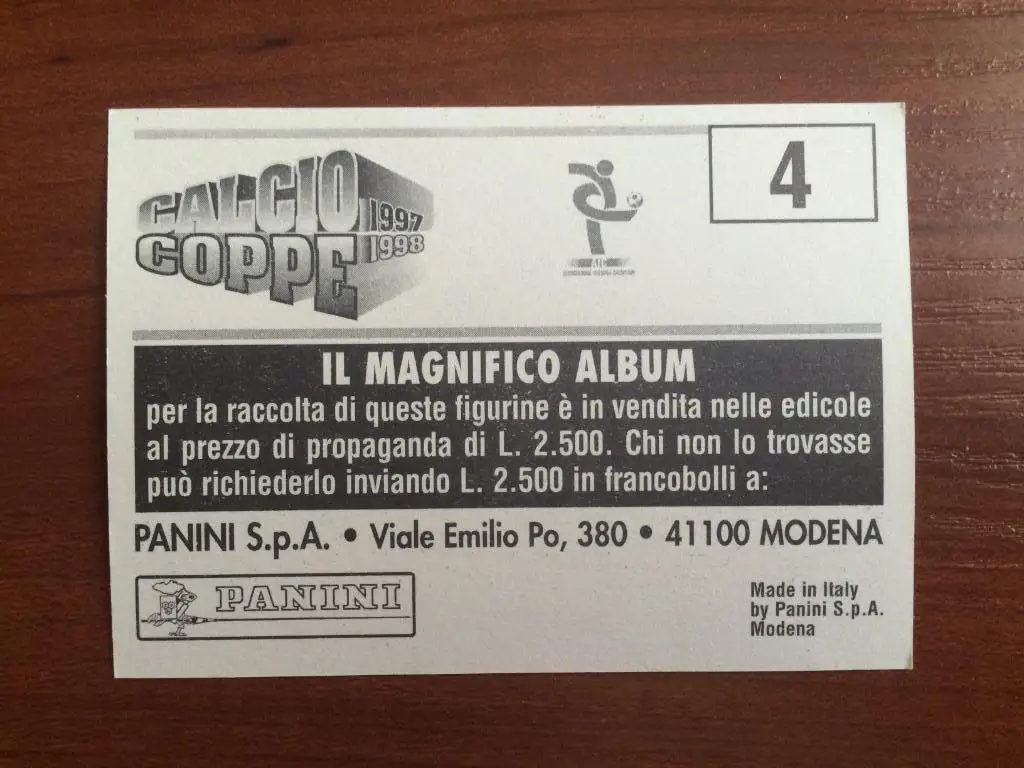 CALCIO
1997
COPPE
1998
4
AIC
IL MAGNIFICO ALBUM
per la raccolta di queste figurine è in vendita nelle edicole
al prezzo di propaganda di L. 2.500. Chi non lo trovasse
può richiederlo inviando L. 2.500 in francobolli a:
PANINI S.p.A. • Viale Emilio Po, 380 • 41100 MODENA
PANINI
Made in Italy
by Panini S.p.A.
Modena